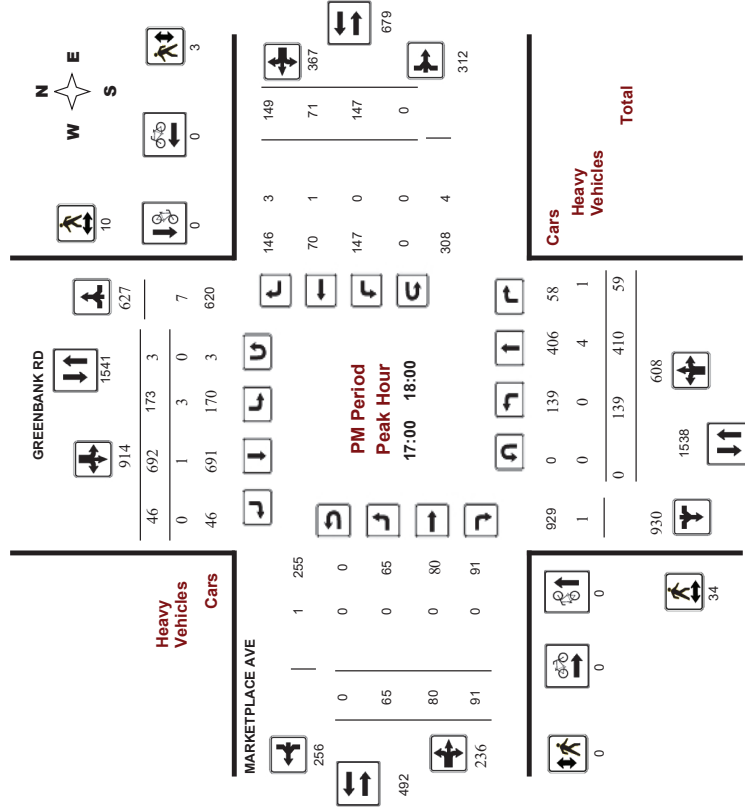 N
W E
S
10
3
0
0
GREENBANK RD
914
1541
627
46 692 173 3
0 1 3 0 7
46 691 170 3 620
Heavy
Vehicles
Cars
679
367
312
146 3 149
70 1 71
147 0 147
0 0 0
308 4
PM Period
Peak Hour
17:00 18:00
MARKETPLACE AVE
256
492
236
1 255
0 0 0
65 0 65
80 0 80
91 0 91
Cars
Heavy
Vehicles
Total
929 0 139 406 58
1 0 0 4 1
0 139 410 59
930
1538
608
0
0
0
34